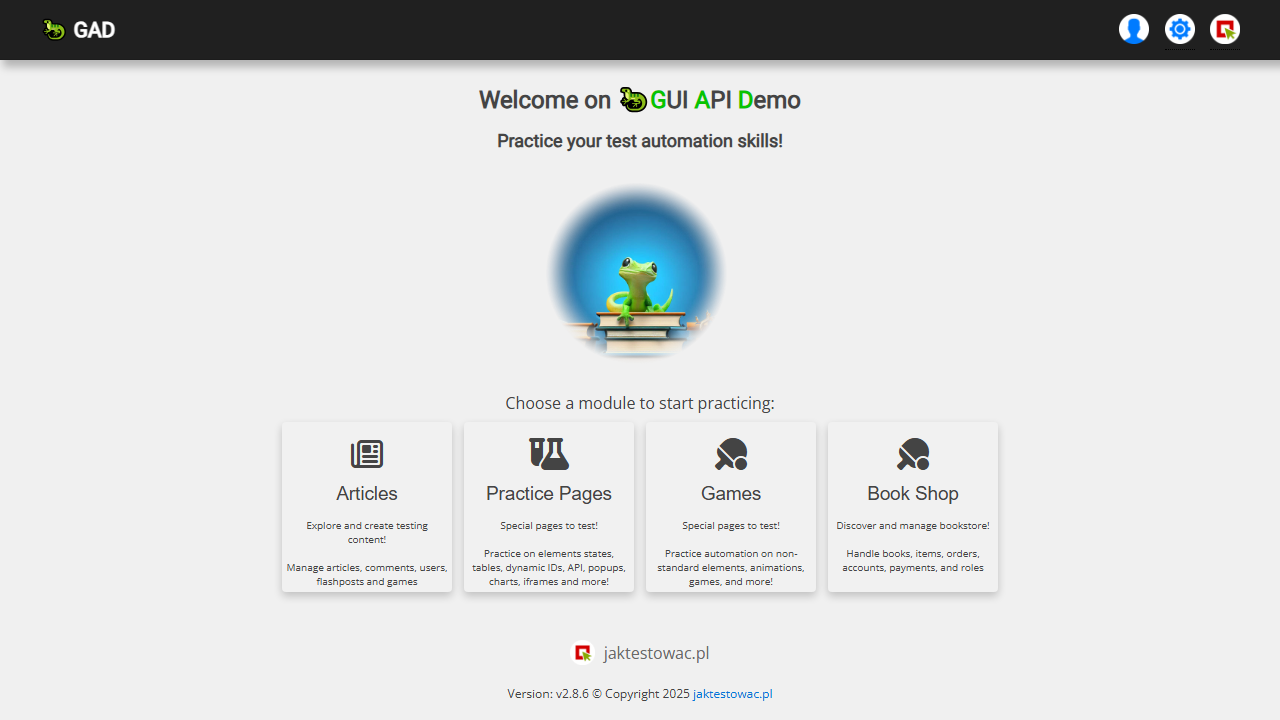 GAD
Welcome on GUI API Demo
Practice your test automation skills!
Choose a module to start practicing:
Articles
Explore and create testing
content!
Manage articles, comments, users,
flashposts and games
Practice Pages
Special pages to test!
Practice on elements states,
tables, dynamic IDs, API, popups,
charts, iframes and more!
Games
Special pages to test!
Practice automation on non-
standard elements, animations,
games, and more!
Book Shop
Discover and manage bookstore!
Handle books, items, orders,
accounts, payments, and roles
jaktestowac.pl
Version: v2.8.6 © Copyright 2025 jaktestowac.pl